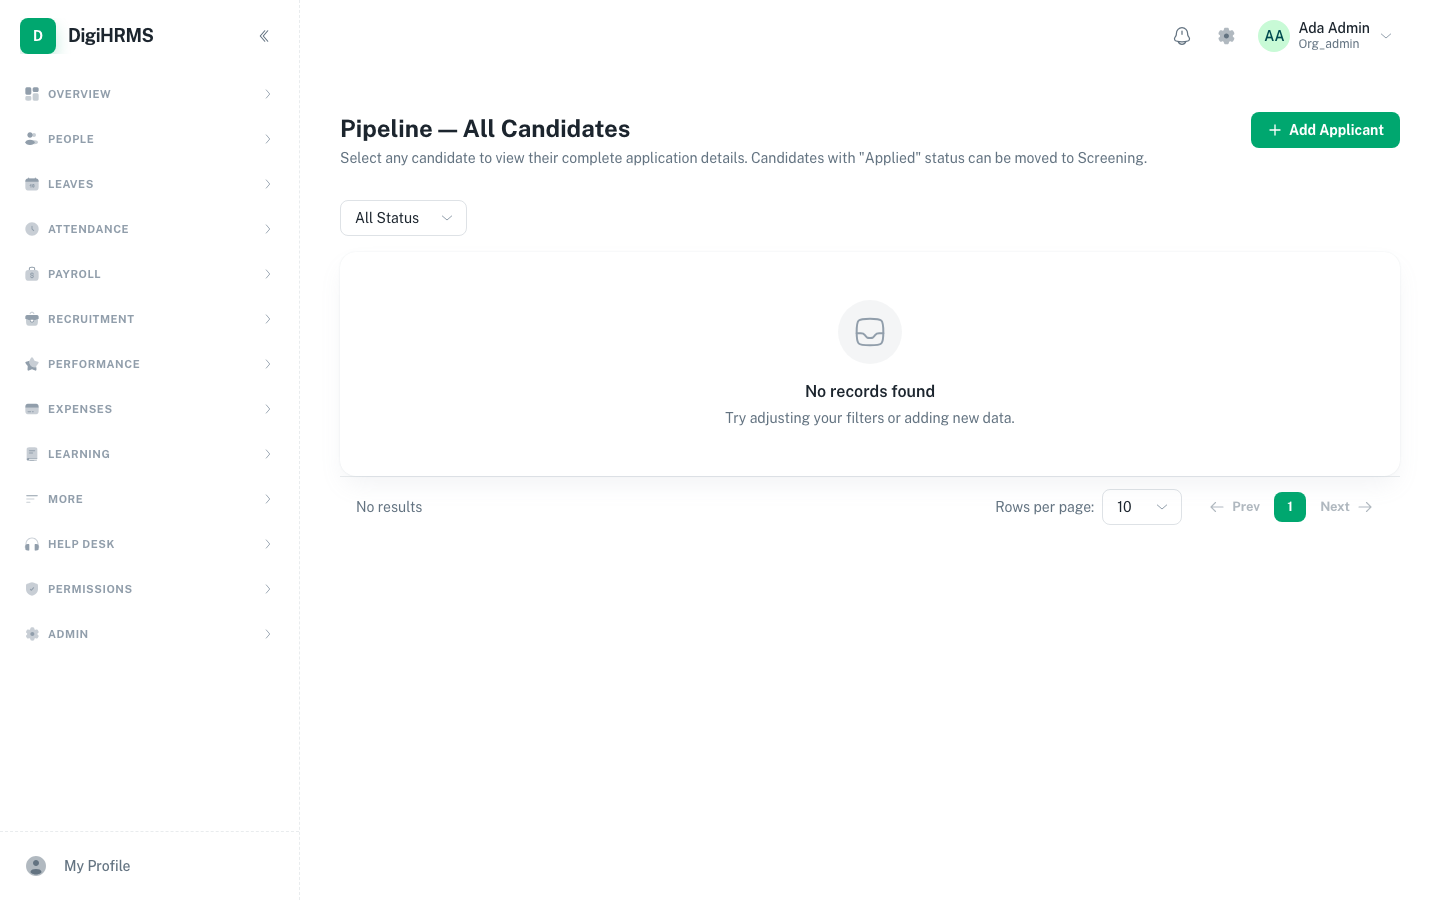 D
DigiHRMS
OVERVIEW
PEOPLE
LEAVES
ATTENDANCE
PAYROLL
RECRUITMENT
PERFORMANCE
EXPENSES
LEARNING
MORE
HELP DESK
PERMISSIONS
ADMIN
My Profile
AA
Ada Admin
Org_admin
Pipeline — All Candidates
Add Applicant
Select any candidate to view their complete application details. Candidates with "Applied" status can be moved to Screening.
All Status
No records found
Try adjusting your filters or adding new data.
No results
Rows per page: 10
Prev 1 Next